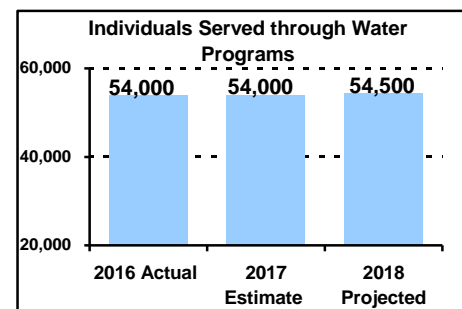 Individuals Served through Water
Programs
60,000
54,000 54,000 54,500
40,000
20,000
2016 Actual 2017 2018
Estimate Projected